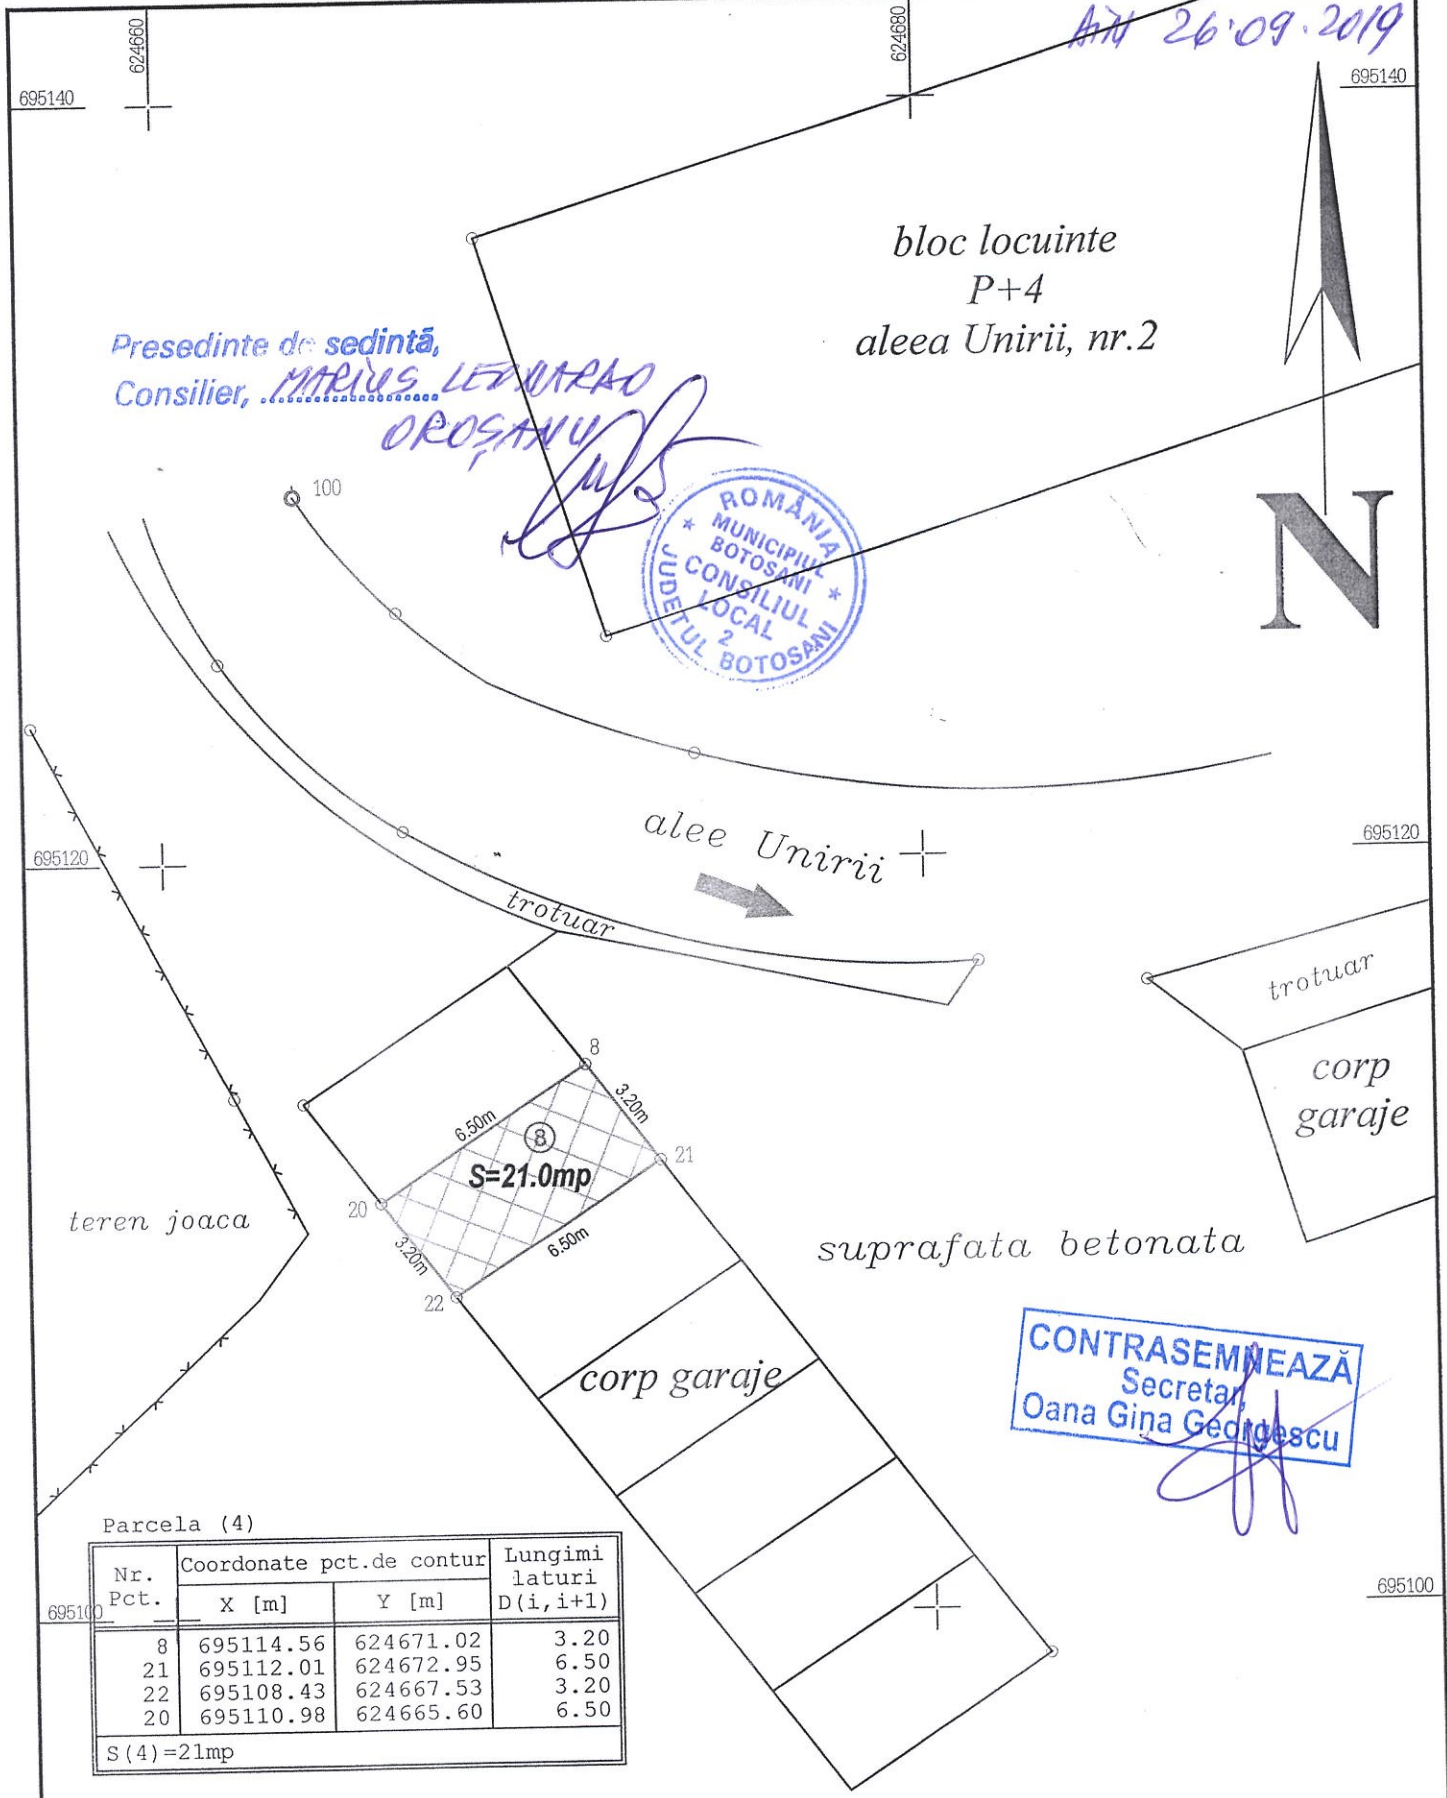 624660
624680
26.09.2019
695140
695140
bloc locuinte
P+4
aleea Unirii, nr.2
Presedinte de sedintă,
Consilier, MARIUS LEONARAD
OROȘANU
100
ROMÂNIA
MUNICIPIUL
BOTOSANI
CONSILIUL
LOCAL
2
JUDETUL BOTOSANI
N
695120
695120
alee Unirii
trotuar
trotuar
corp
garaje
8
3.20m
6.50m
8
S=21.0mp
21
20
3.20m
6.50m
22
teren joaca
suprafata betonata
corp garaje
CONTRASEMNEAZĂ
Secretar,
Oana Gina Georgescu
695100
695100
Parcela (4)
Nr. Pct. Coordonate pct.de contur Lungimi laturi D(i,i+1)
X [m] Y [m]
8 695114.56 624671.02 3.20
21 695112.01 624672.95 6.50
22 695108.43 624667.53 3.20
20 695110.98 624665.60 6.50
S(4)=21mp